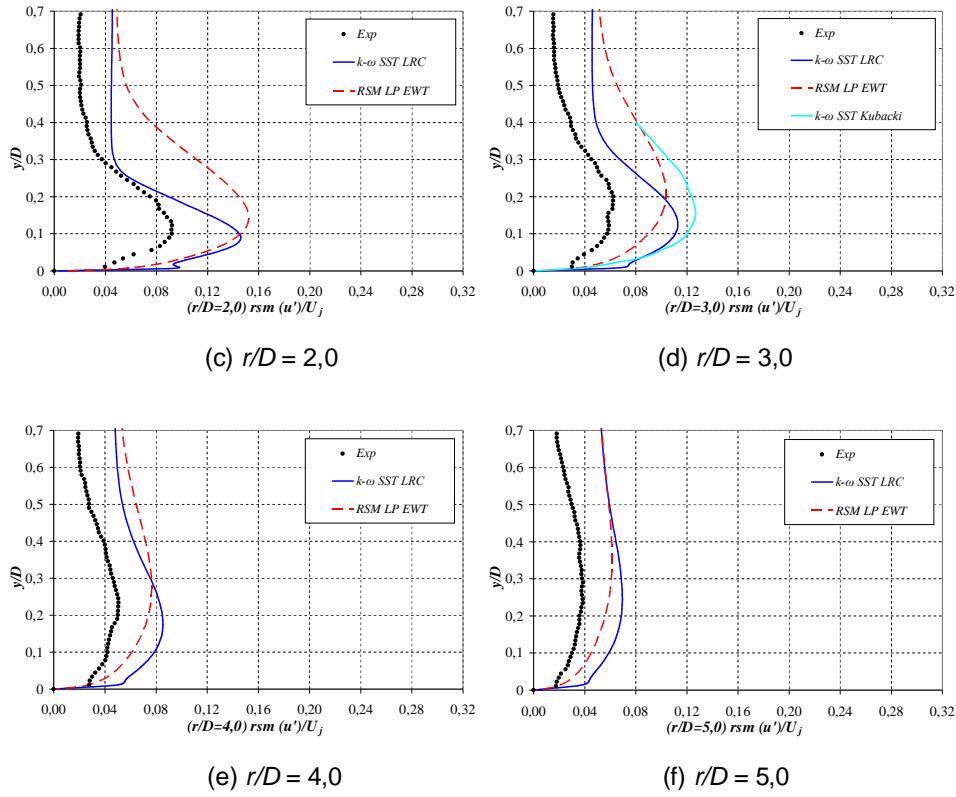 0,7
0,6
0,5
0,4
0,3
0,2
0,1
0
y/D
Exp
k-ω SST LRC
RSM LP EWT
0,00 0,04 0,08 0,12 0,16 0,20 0,24 0,28 0,32
(r/D=2,0) rsm (u')/Uj
(c) r/D = 2,0
0,7
0,6
0,5
0,4
0,3
0,2
0,1
0
y/D
Exp
k-ω SST LRC
RSM LP EWT
k-ω SST Kubacki
0,00 0,04 0,08 0,12 0,16 0,20 0,24 0,28 0,32
(r/D=3,0) rsm (u')/Uj
(d) r/D = 3,0
0,7
0,6
0,5
0,4
0,3
0,2
0,1
0
y/D
Exp
k-ω SST LRC
RSM LP EWT
0,00 0,04 0,08 0,12 0,16 0,20 0,24 0,28 0,32
(r/D=4,0) rsm (u')/Uj
(e) r/D = 4,0
0,7
0,6
0,5
0,4
0,3
0,2
0,1
0
y/D
Exp
k-ω SST LRC
RSM LP EWT
0,00 0,04 0,08 0,12 0,16 0,20 0,24 0,28 0,32
(r/D=5,0) rsm (u')/Uj
(f) r/D = 5,0